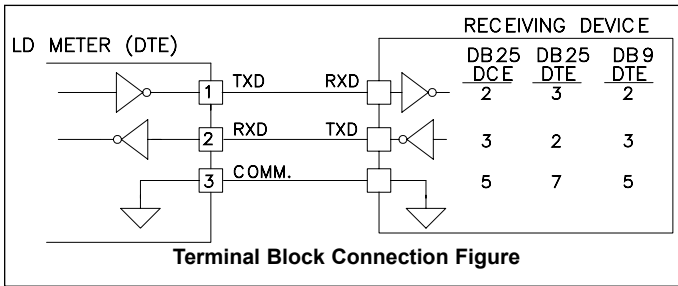 RECEIVING DEVICE
LD METER (DTE)
DB25 DB25 DB9
DCE DTE DTE
1 TXD RXD 2 3 2
2 RXD TXD 3 2 3
3 COMM. 5 7 5
Terminal Block Connection Figure